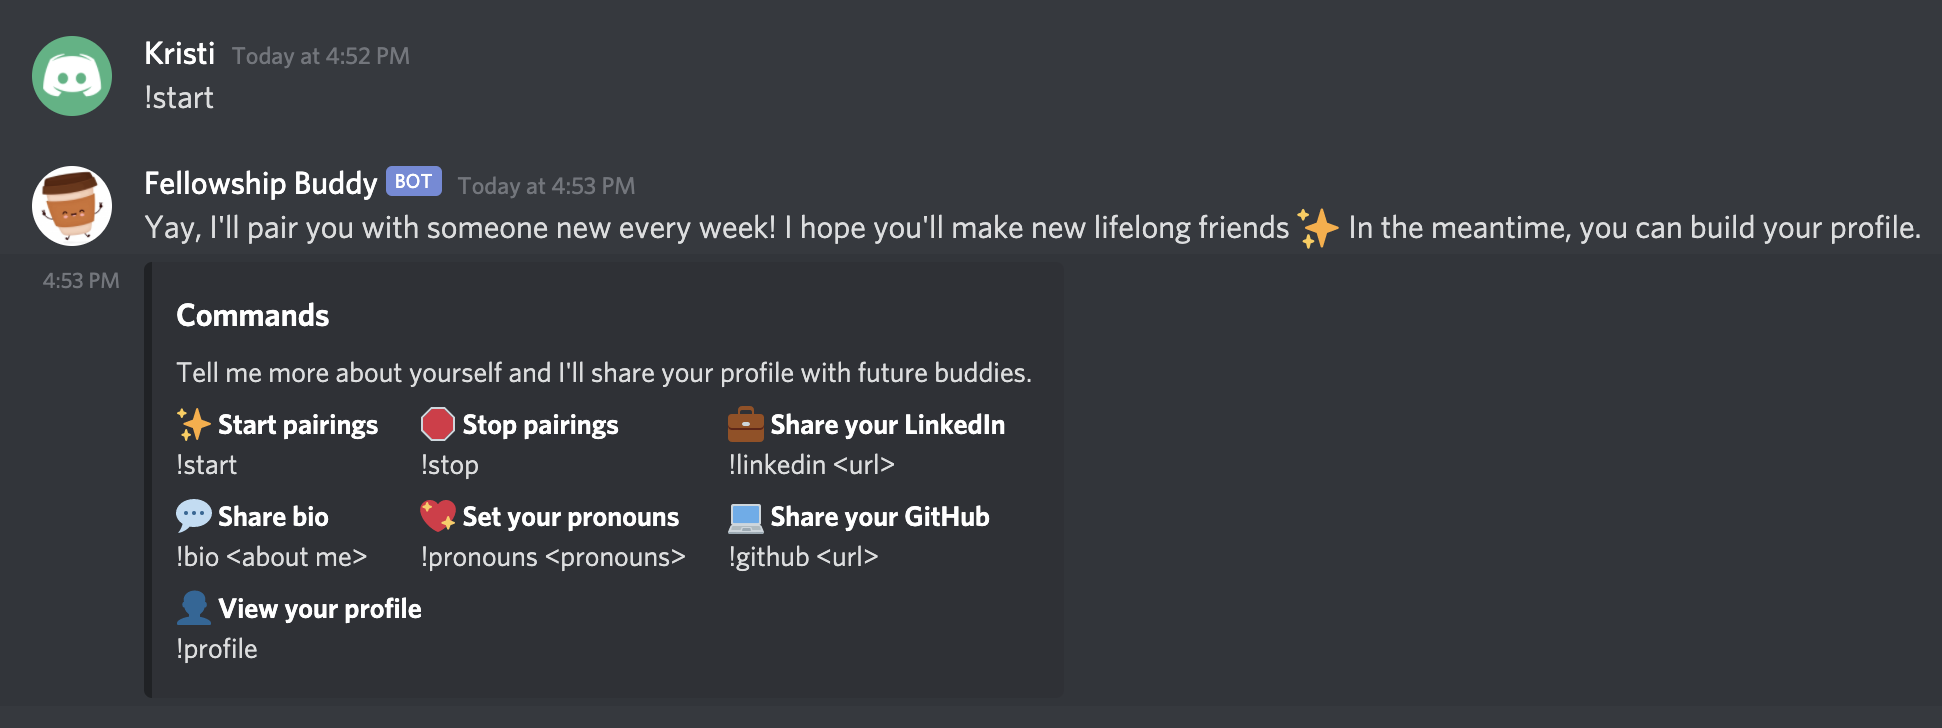 Kristi Today at 4:52 PM
!start
Fellowship Buddy BOT Today at 4:53 PM
Yay, I'll pair you with someone new every week! I hope you'll make new lifelong friends ✨ In the meantime, you can build your profile.
4:53 PM
Commands
Tell me more about yourself and I'll share your profile with future buddies.
✨ Start pairings 🛑 Stop pairings 💼 Share your LinkedIn
!start !stop !linkedin <url>
💬 Share bio 💖 Set your pronouns 💻 Share your GitHub
!bio <about me> !pronouns <pronouns> !github <url>
👤 View your profile
!profile